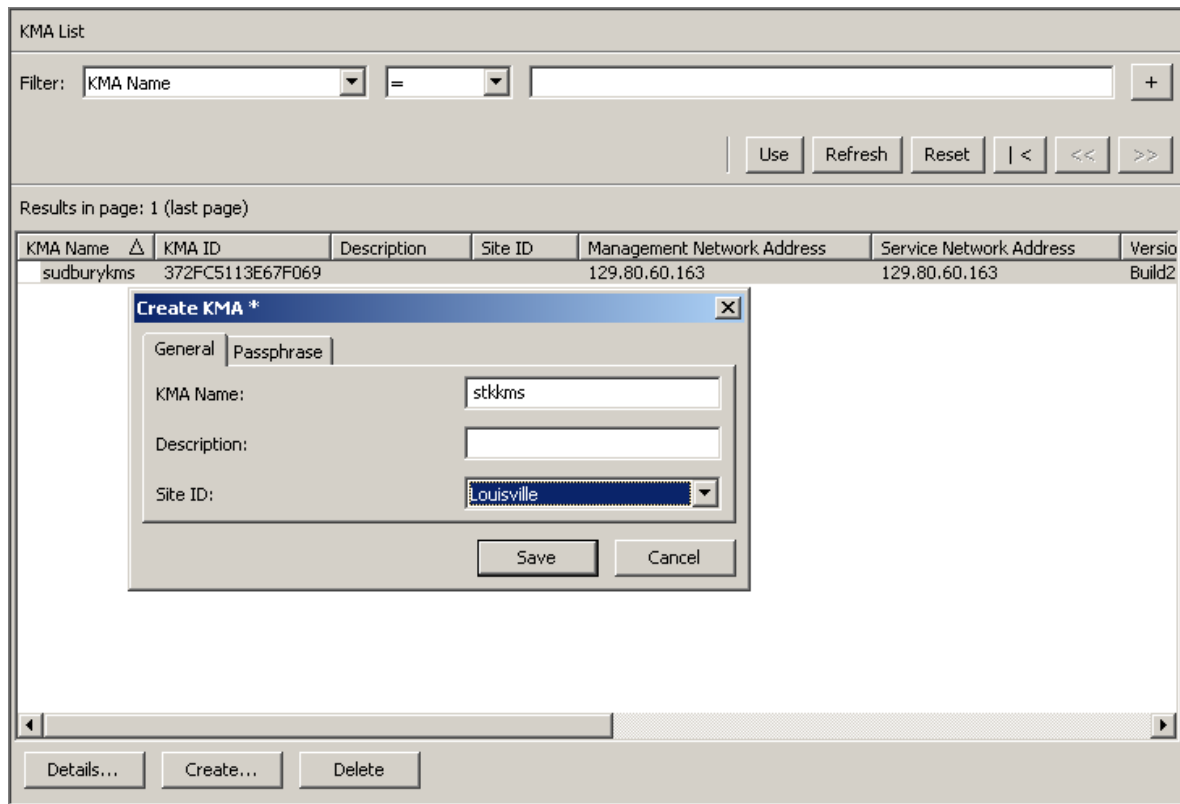 KMA List
Filter: KMA Name = +
Use Refresh Reset |< << >>
Results in page: 1 (last page)
KMA Name KMA ID Description Site ID Management Network Address Service Network Address Versio
sudburykms 372FC5113E67F069 129.80.60.163 129.80.60.163 Build2
Create KMA *
General Passphrase
KMA Name: stkkms
Description:
Site ID: Louisville
Save Cancel
Details... Create... Delete